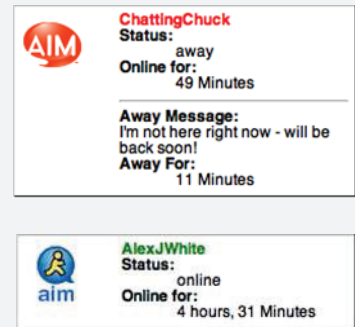 AIM
ChattingChuck
Status:
away
Online for:
49 Minutes
Away Message:
I'm not here right now - will be
back soon!
Away For:
11 Minutes
aim
AlexJWhite
Status:
online
Online for:
4 hours, 31 Minutes